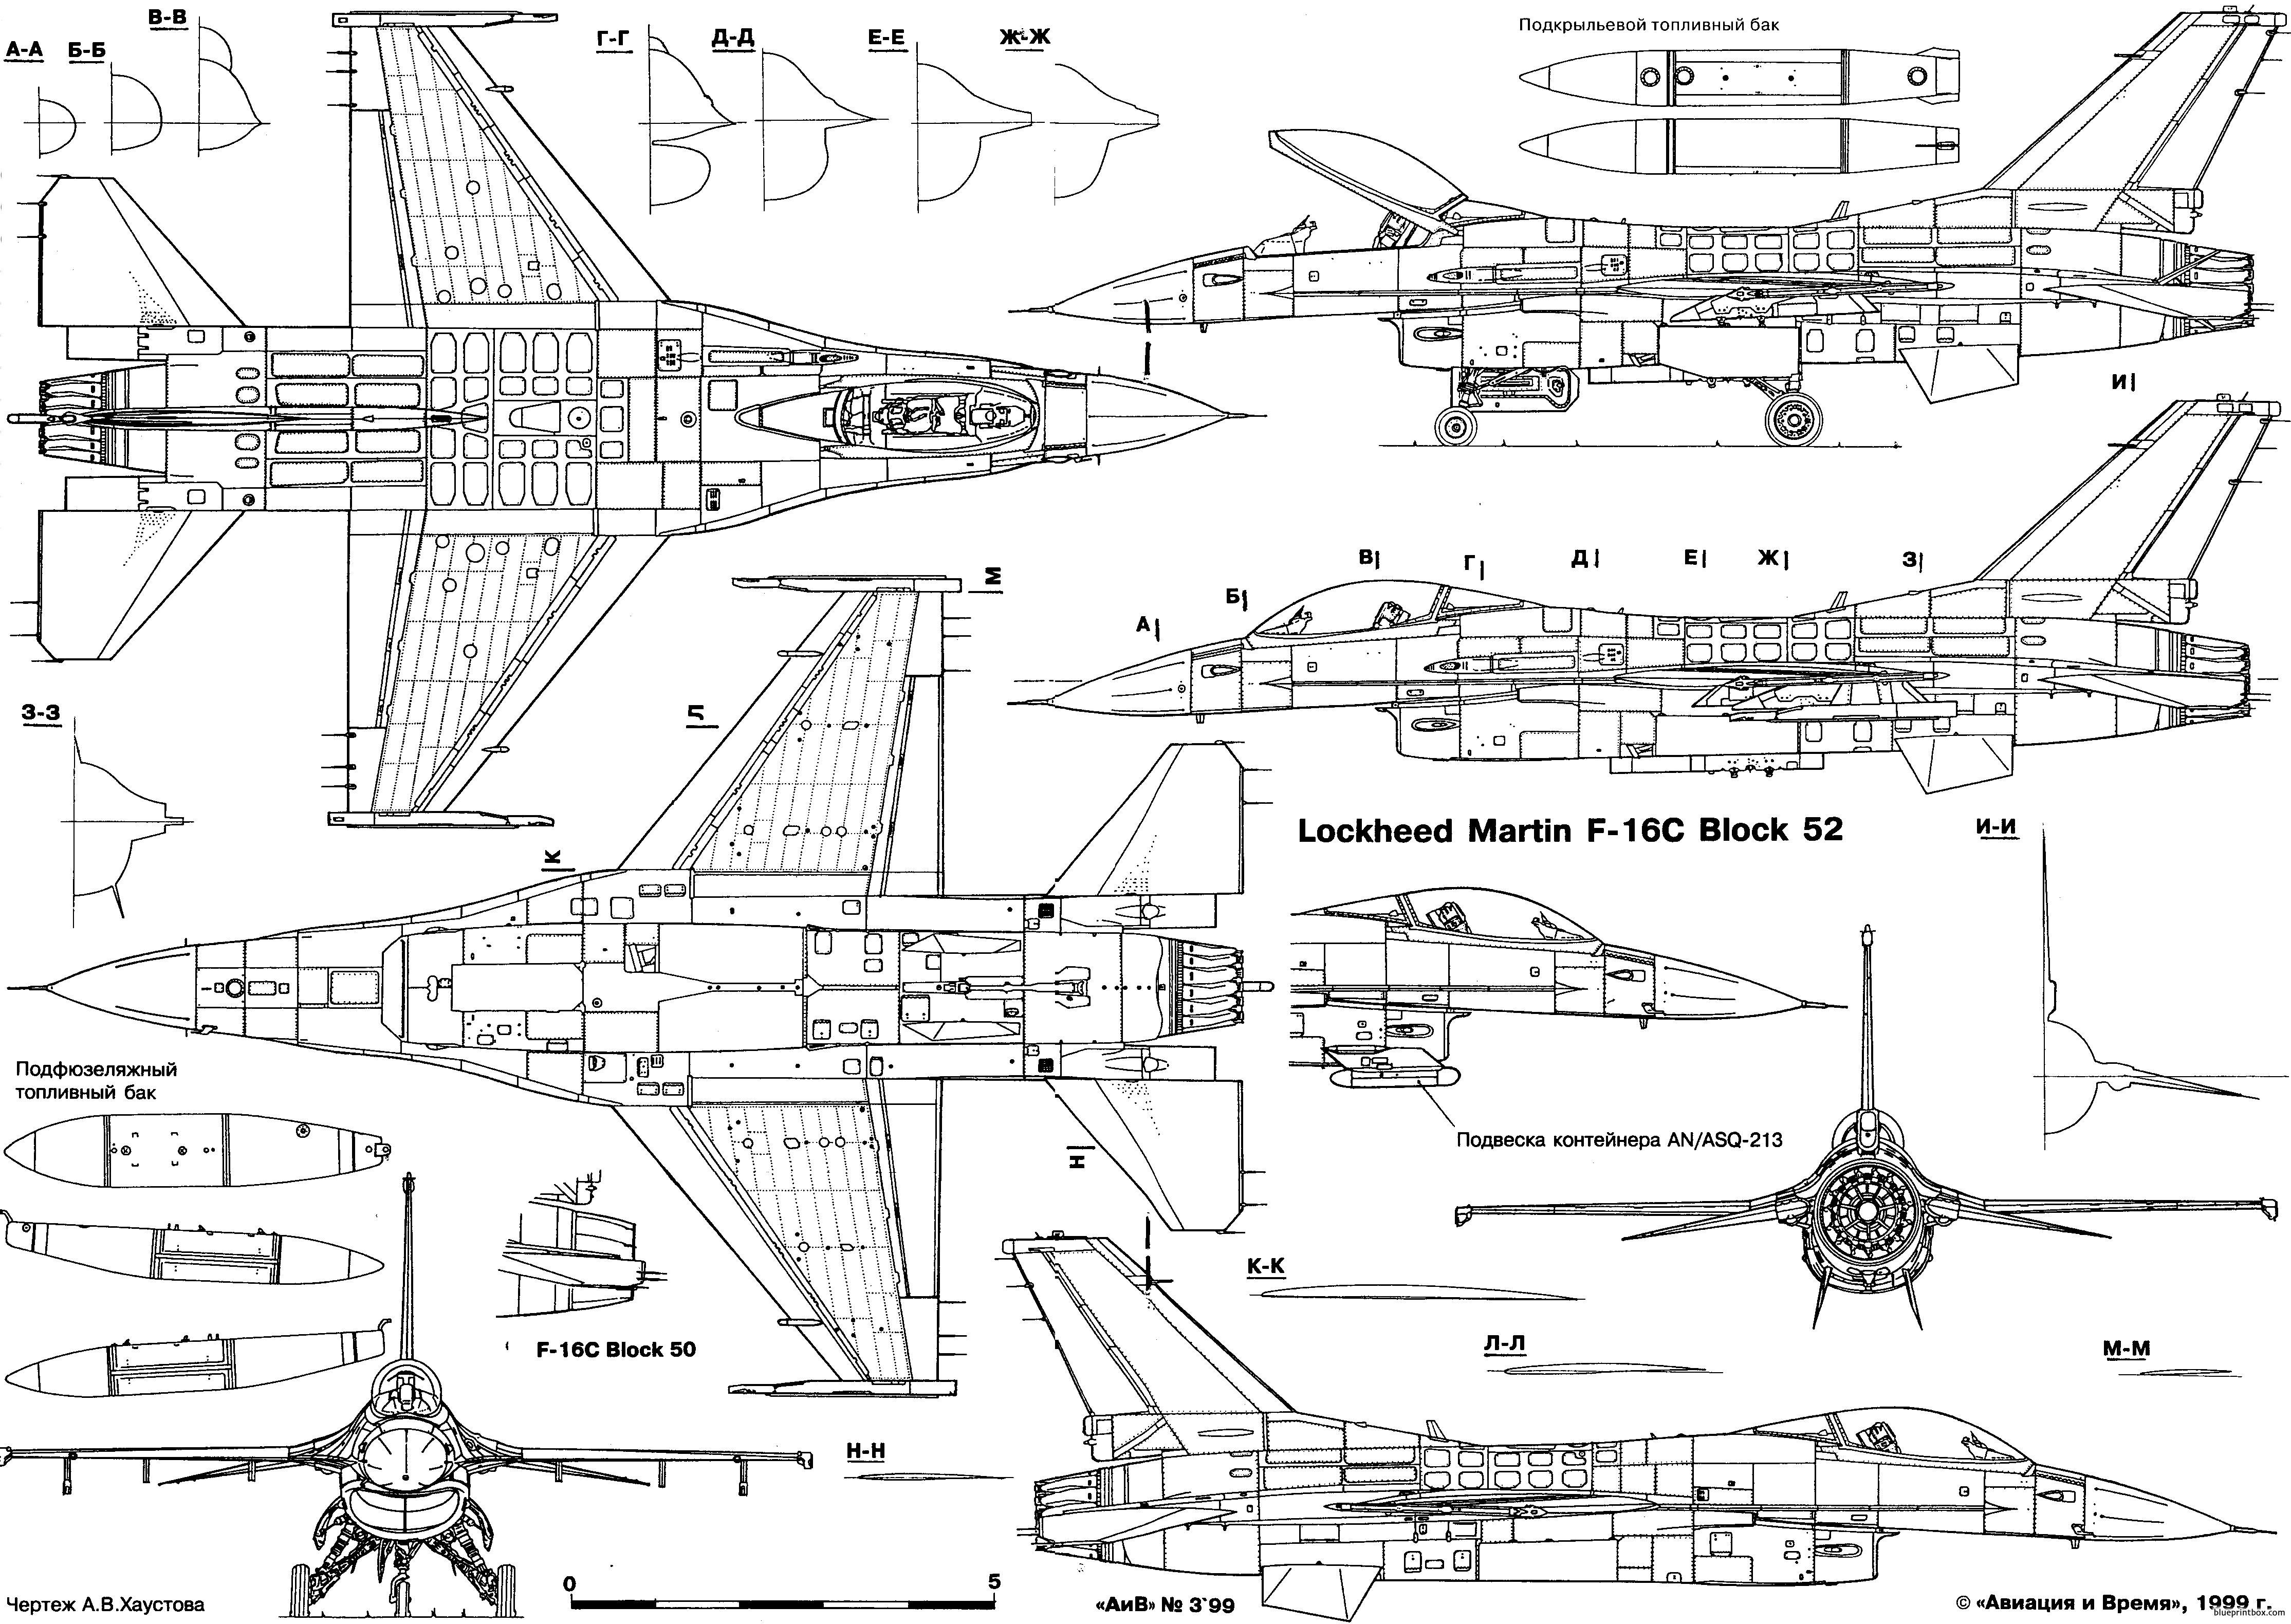 А-А
Б-Б
В-В
Г-Г
Д-Д
Е-Е
Ж-Ж
Подкрыльевой топливный бак
И
В
Г
Д
Е
Ж
З
Б
А
М
Л
З-З
К
Lockheed Martin F-16C Block 52
И-И
Подфюзеляжный
топливный бак
Н
Подвеска контейнера AN/ASQ-213
К-К
F-16C Block 50
Л-Л
М-М
Н-Н
0
5
Чертеж А.В.Хаустова
«АиВ» № 3`99
© «Авиация и Время», 1999 г.
blueprintbox.com